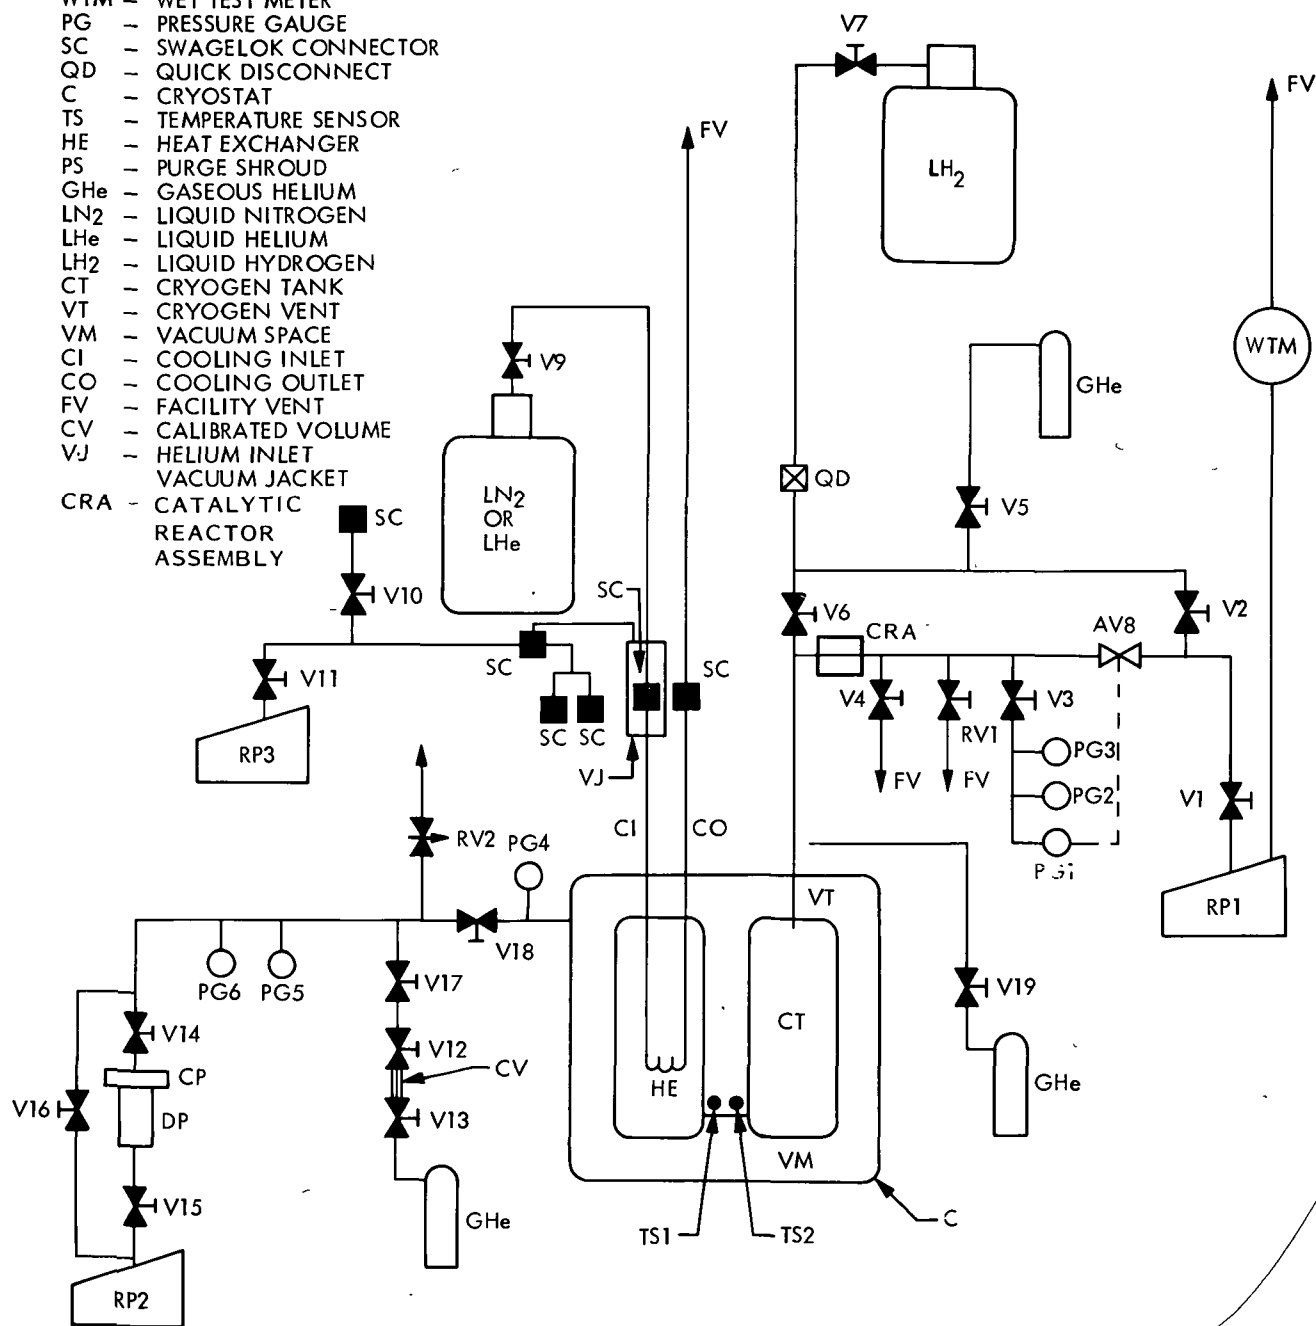 WTM – WET TEST METER
PG – PRESSURE GAUGE
SC – SWAGELOK CONNECTOR
QD – QUICK DISCONNECT
C – CRYOSTAT
TS – TEMPERATURE SENSOR
HE – HEAT EXCHANGER
PS – PURGE SHROUD
GHe – GASEOUS HELIUM
LN2 – LIQUID NITROGEN
LHe – LIQUID HELIUM
LH2 – LIQUID HYDROGEN
CT – CRYOGEN TANK
VT – CRYOGEN VENT
VM – VACUUM SPACE
CI – COOLING INLET
CO – COOLING OUTLET
FV – FACILITY VENT
CV – CALIBRATED VOLUME
VJ – HELIUM INLET
VACUUM JACKET
CRA – CATALYTIC
REACTOR
ASSEMBLY
V7
FV
FV
LH2
WTM
V9
GHe
QD
V5
LN2
OR
LHe
SC
V10
SC
V6
V2
CRA
AV8
SC
SC
V11
V4
V3
RV1
SC
SC
RP3
VJ
PG3
FV
FV
PG2
V1
CI
CO
RV2
PG4
PG1
VT
RP1
V18
PG6
PG5
V17
V19
CT
V14
V12
CV
CP
HE
GHe
V16
DP
V13
VM
V15
GHe
TS1
TS2
C
RP2